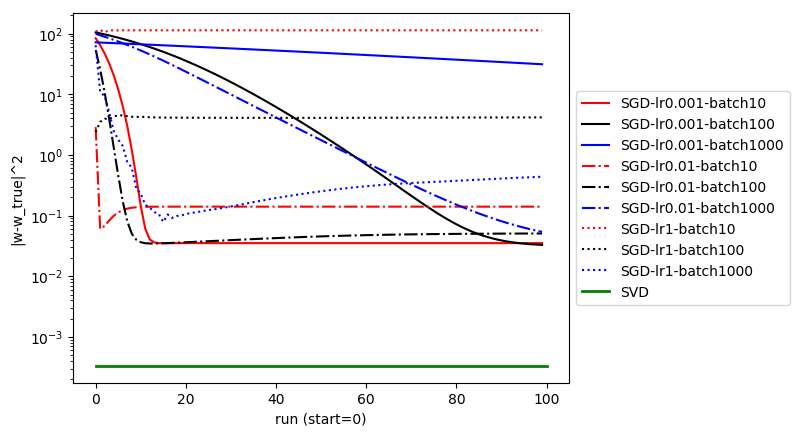 |w-w_true|^2
10^2
10^1
10^0
10^−1
10^−2
10^−3
0
20
40
60
80
100
run (start=0)
SGD-lr0.001-batch10
SGD-lr0.001-batch100
SGD-lr0.001-batch1000
SGD-lr0.01-batch10
SGD-lr0.01-batch100
SGD-lr0.01-batch1000
SGD-lr1-batch10
SGD-lr1-batch100
SGD-lr1-batch1000
SVD